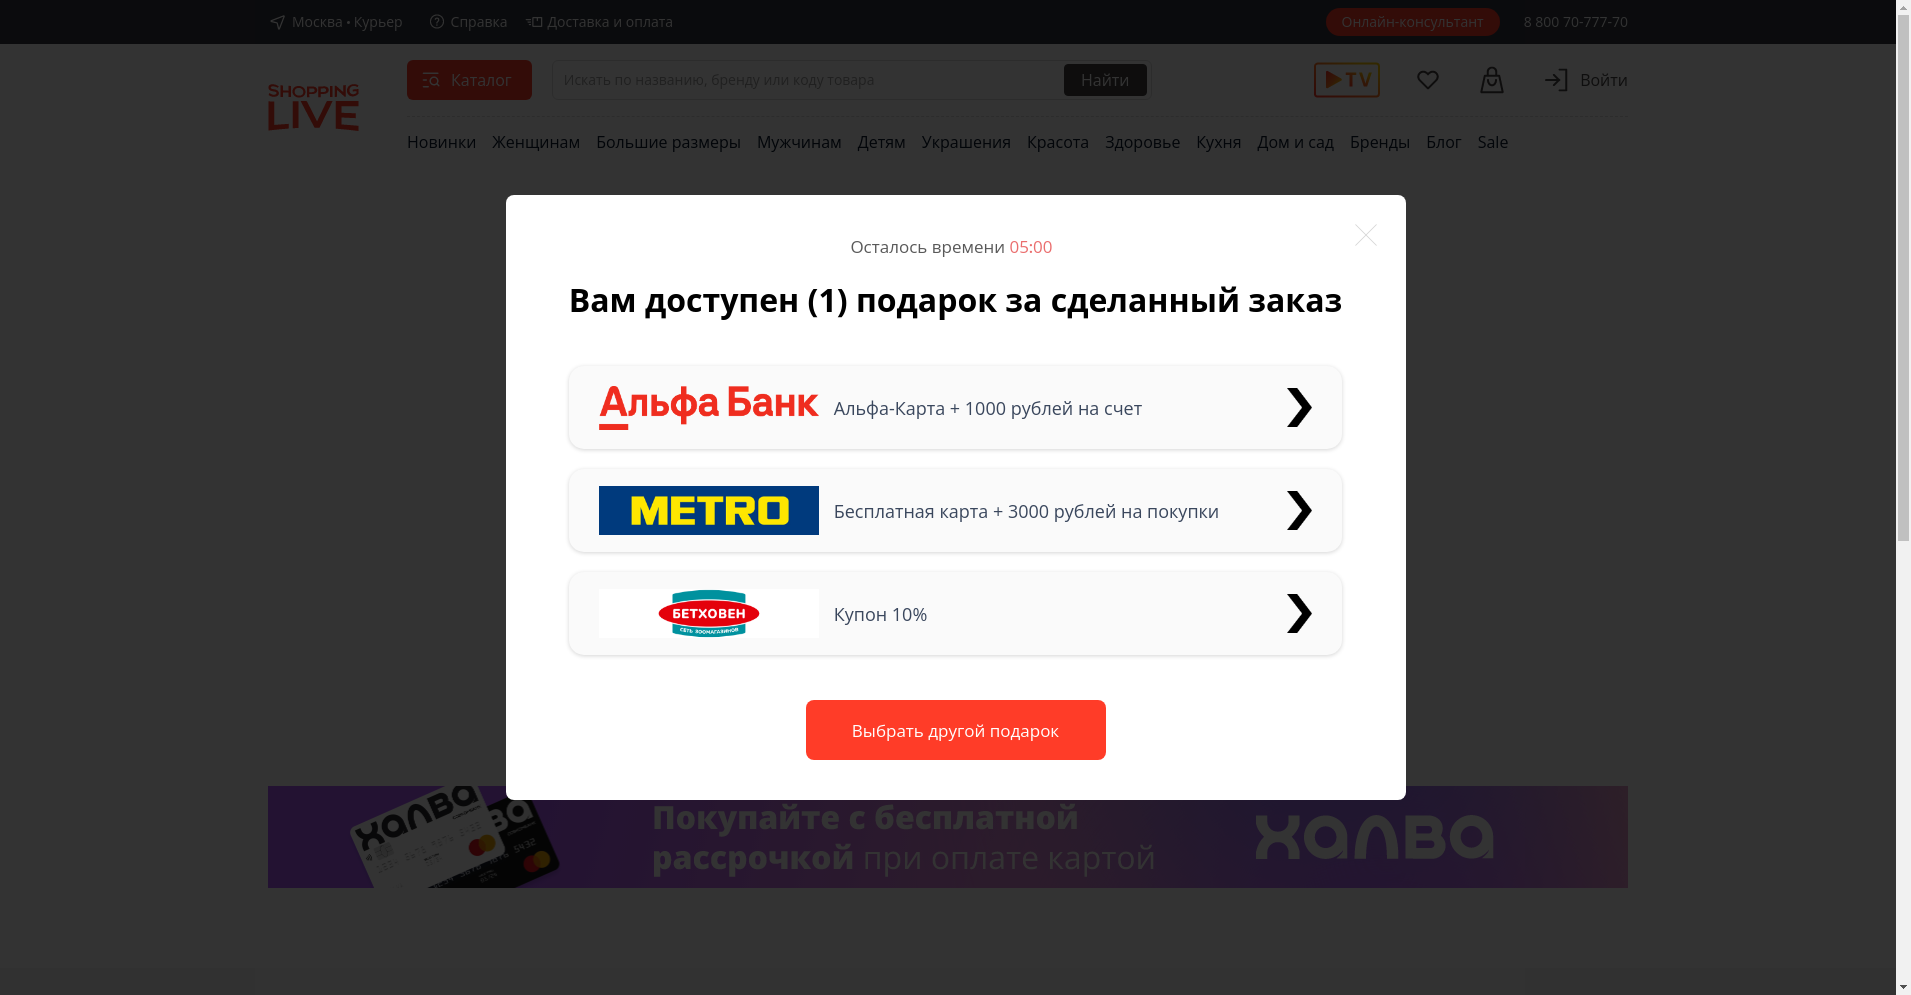 Москва • Курьер
Справка
Доставка и оплата
Онлайн-консультант
8 800 70-777-70
SHOPPING
LIVE
Каталог
Искать по названию, бренду или коду товара
Найти
TV
Войти
Новинки Женщинам Большие размеры Мужчинам Детям Украшения Красота Здоровье Кухня Дом и сад Бренды Блог Sale
Осталось времени 05:00
Вам доступен (1) подарок за сделанный заказ
Альфа Банк
Альфа-Карта + 1000 рублей на счет
METRO
Бесплатная карта + 3000 рублей на покупки
БЕТХОВЕН
СЕТЬ ЗООМАГАЗИНОВ
Купон 10%
Выбрать другой подарок
халва
Покупайте с бесплатной
рассрочкой при оплате картой
халва